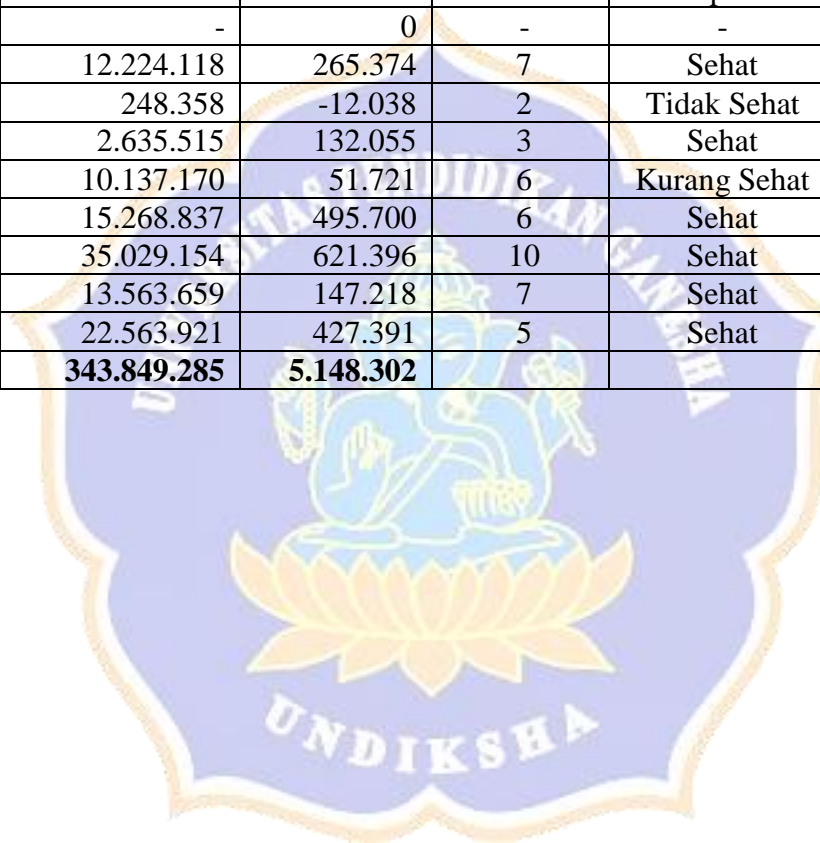 - 0 - -
12.224.118 265.374 7 Sehat
248.358 -12.038 2 Tidak Sehat
2.635.515 132.055 3 Sehat
10.137.170 51.721 6 Kurang Sehat
15.268.837 495.700 6 Sehat
35.029.154 621.396 10 Sehat
13.563.659 147.218 7 Sehat
22.563.921 427.391 5 Sehat
343.849.285 5.148.302
UNIVERSITAS PENDIDIKAN GANESHA
UNDIKSHA